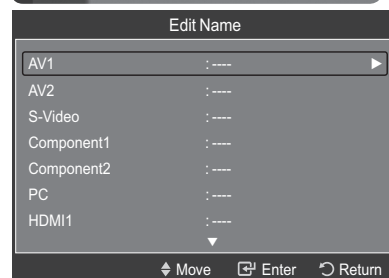 Edit Name
AV1 : ---- ▶
AV2 : ----
S-Video : ----
Component1 : ----
Component2 : ----
PC : ----
HDMI1 : ----
▼
Move Enter Return